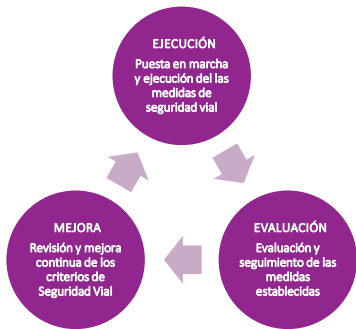 EJECUCIÓN
Puesta en marcha
y ejecución del las
medidas de
seguridad vial
MEJORA
Revisión y mejora
continua de los
criterios de
Seguridad Vial
EVALUACIÓN
Evaluación y
seguimiento de las
medidas
establecidas